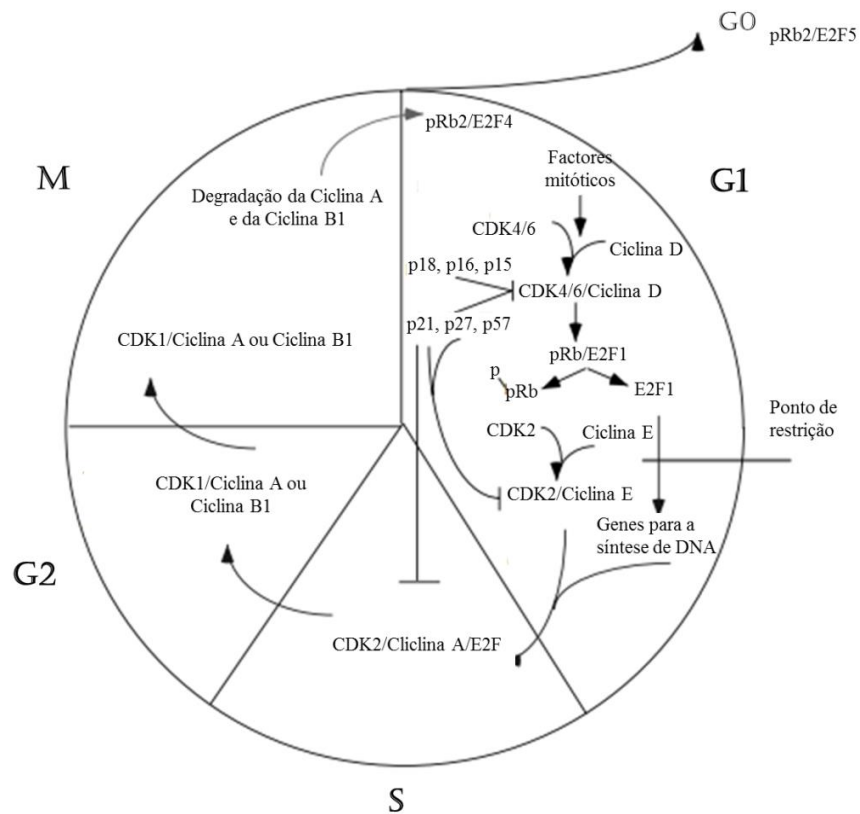 G0
pRb2/E2F5
pRb2/E2F4
M
Degradação da Ciclina A
e da Ciclina B1
Factores
mitóticos
G1
CDK4/6
Ciclina D
p18, p16, p15
CDK4/6/Ciclina D
p21, p27, p57
CDK1/Ciclina A ou Ciclina B1
pRb/E2F1
p
pRb
E2F1
Ponto de
restrição
CDK2
Ciclina E
CDK1/Ciclina A ou
Ciclina B1
CDK2/Ciclina E
Genes para a
síntese de DNA
G2
CDK2/Cliclina A/E2F
S